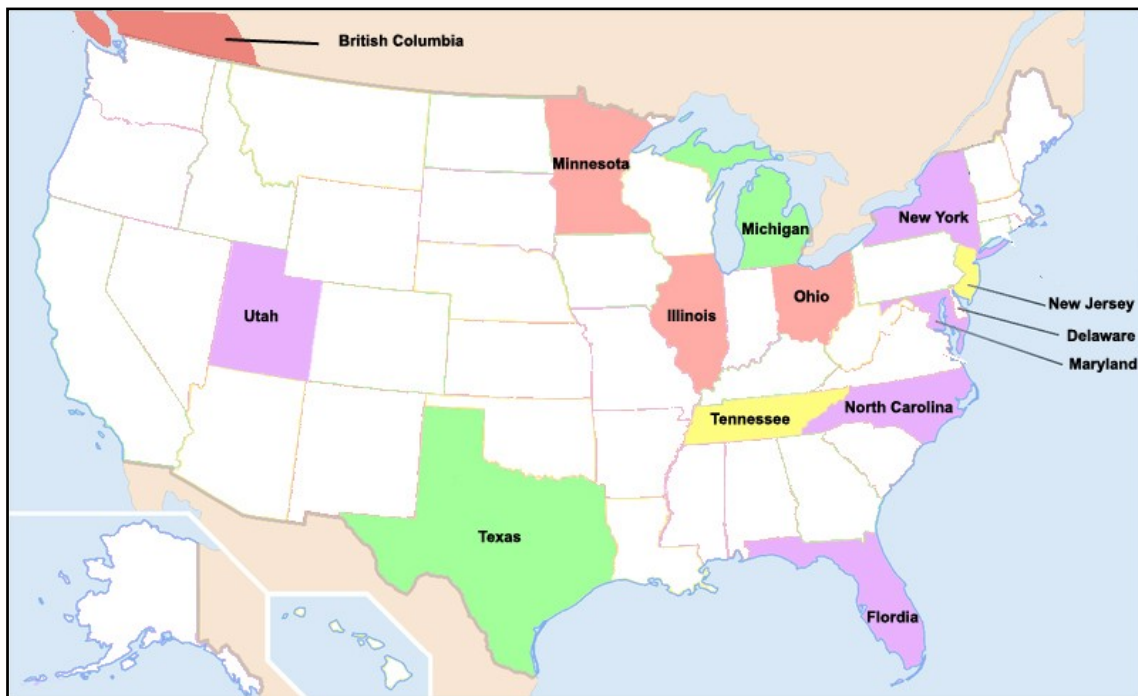 British Columbia
Minnesota
New York
Michigan
Utah
Illinois
Ohio
New Jersey
Delaware
Maryland
Tennessee
North Carolina
Texas
Flordia